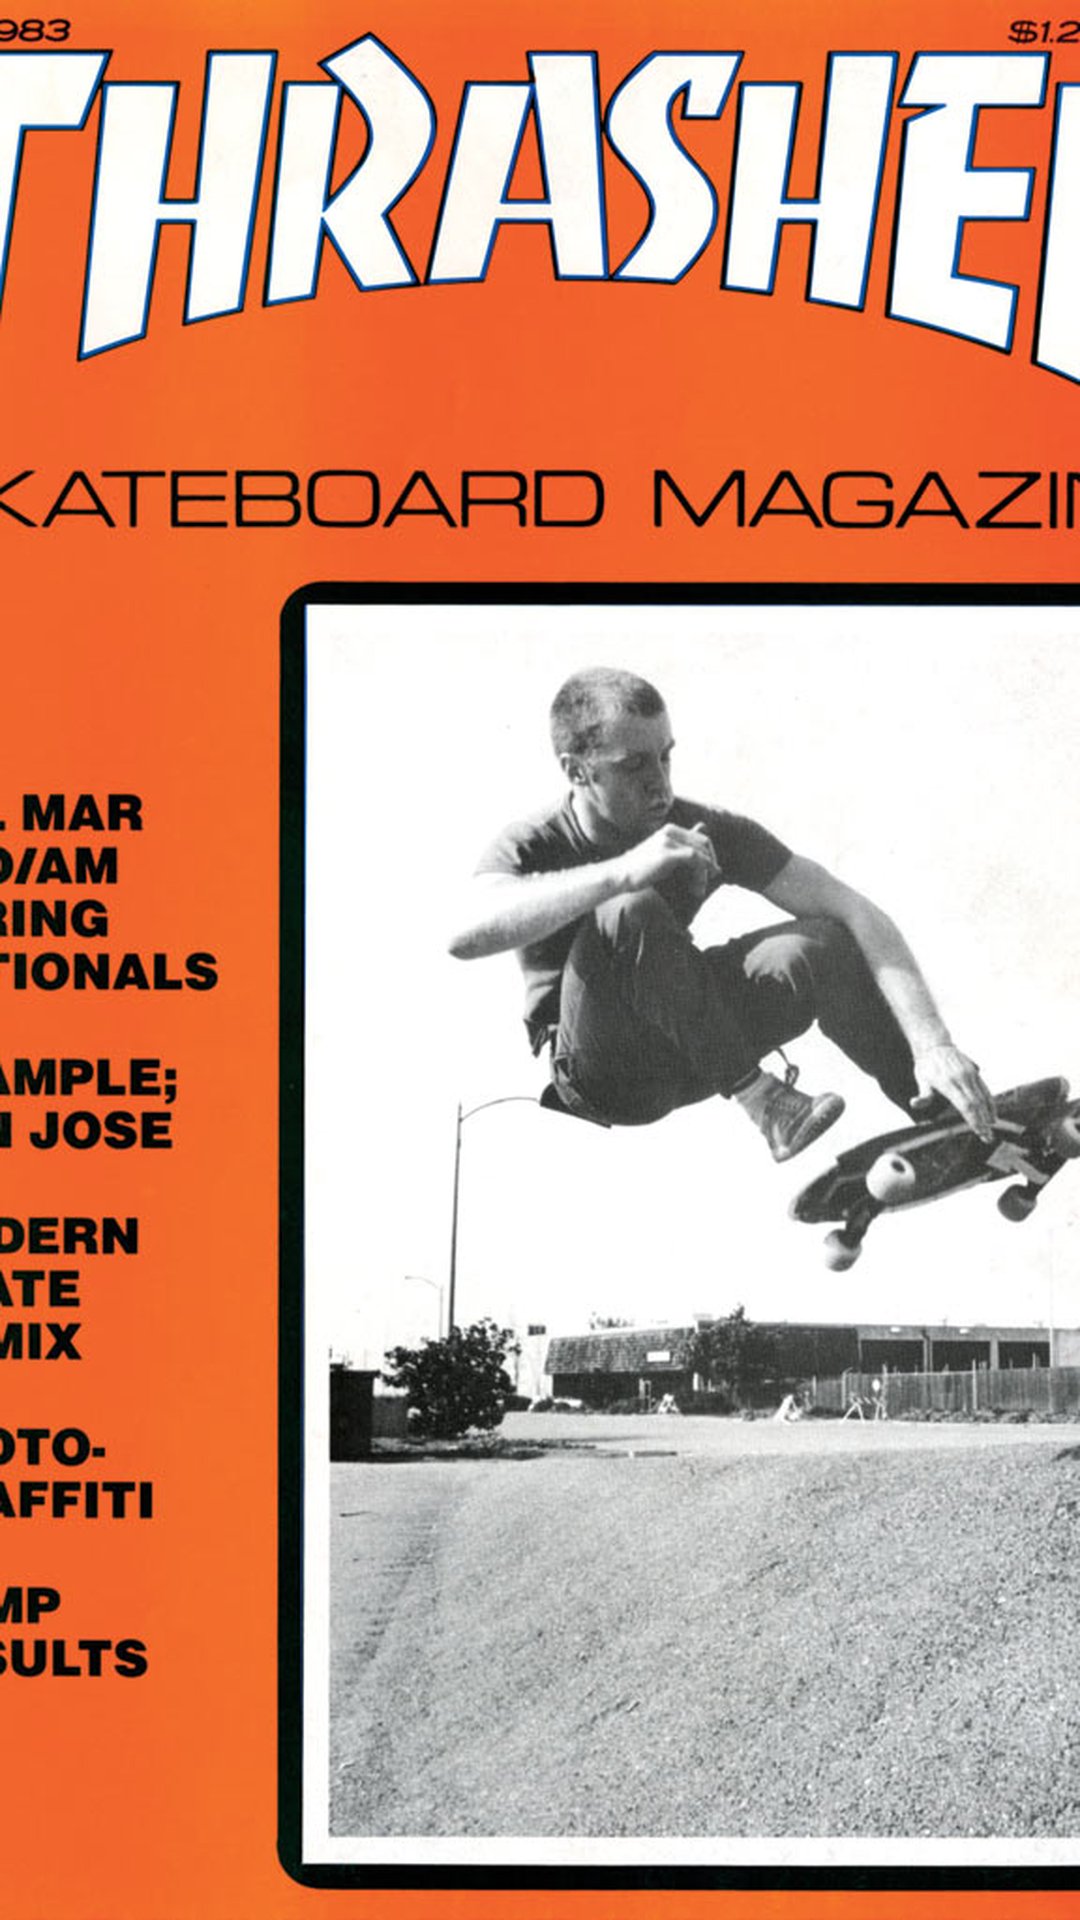 983
$1.2
THRASHE
KATEBOARD MAGAZIN
. MAR
O/AM
RING
TIONALS
AMPLE;
N JOSE
DERN
ATE
MIX
OTO-
AFFITI
MP
SULTS